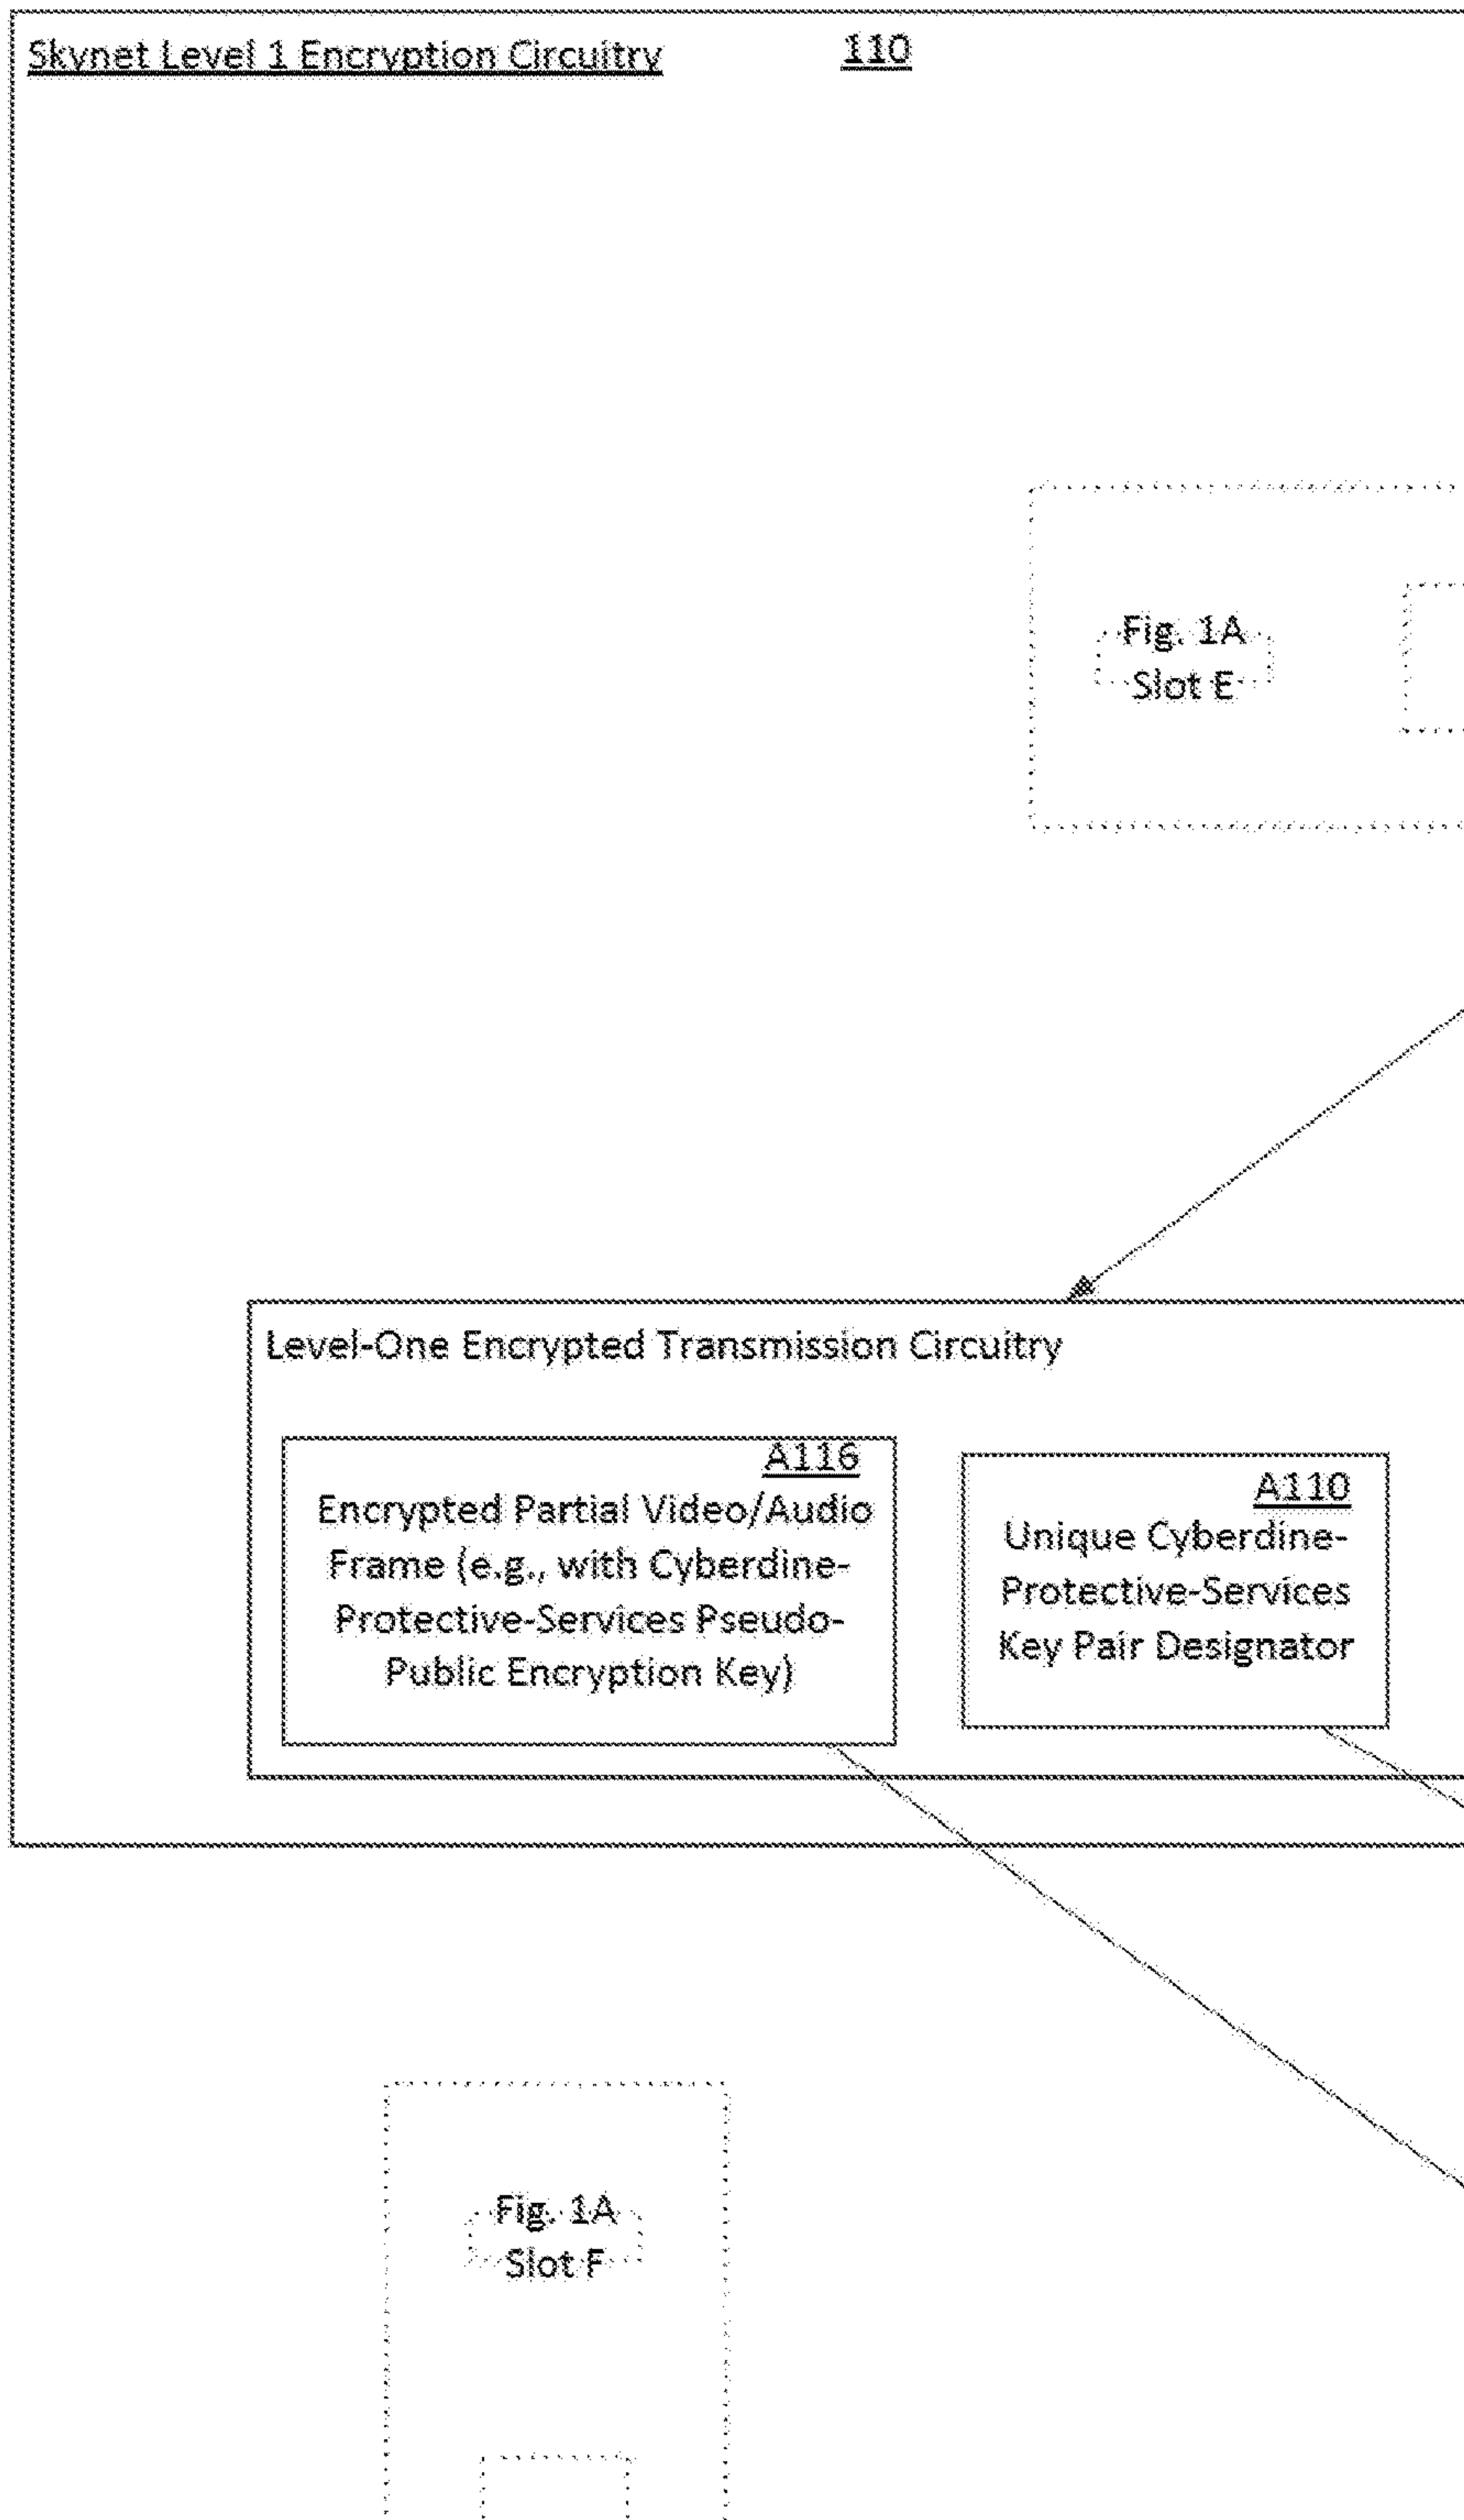 Skynet Level 1 Encryption Circuitry 110
Fig. 1A
Slot E
Level-One Encrypted Transmission Circuitry
A116
Encrypted Partial Video/Audio
Frame (e.g., with Cyberdine-
Protective-Services Pseudo-
Public Encryption Key)
A110
Unique Cyberdine-
Protective-Services
Key Pair Designator
Fig. 1A
Slot F